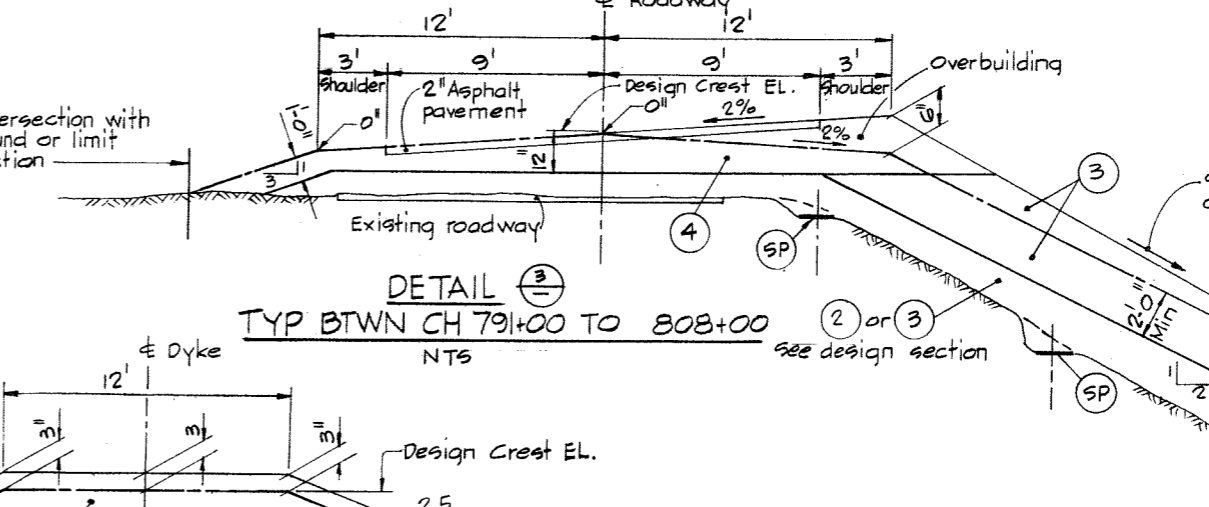 ℄ Roadway
12'
12'
3'
9'
9'
3'
Shoulder
Shoulder
Overbuilding
2" Asphalt
pavement
Design Crest EL.
0"
2%
2%
6"
ersection with
und or limit
ction
1'-0"
0"
3
1
12"
3
4
Existing roadway
SP
DETAIL 3
TYP BTWN CH 791+00 TO 808+00
NTS
2 or 3
see design section
2'-0"
Min
1
2
SP
℄ Dyke
12'
3"
3"
3"
Design Crest EL.
2.5